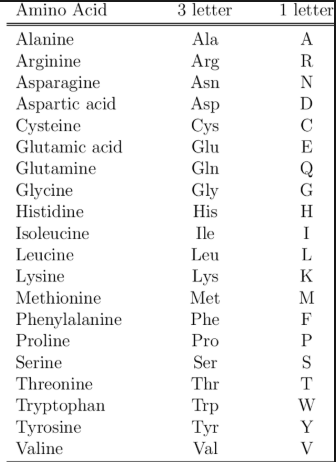 Amino Acid 3 letter 1 letter
Alanine Ala A
Arginine Arg R
Asparagine Asn N
Aspartic acid Asp D
Cysteine Cys C
Glutamic acid Glu E
Glutamine Gln Q
Glycine Gly G
Histidine His H
Isoleucine Ile I
Leucine Leu L
Lysine Lys K
Methionine Met M
Phenylalanine Phe F
Proline Pro P
Serine Ser S
Threonine Thr T
Tryptophan Trp W
Tyrosine Tyr Y
Valine Val V